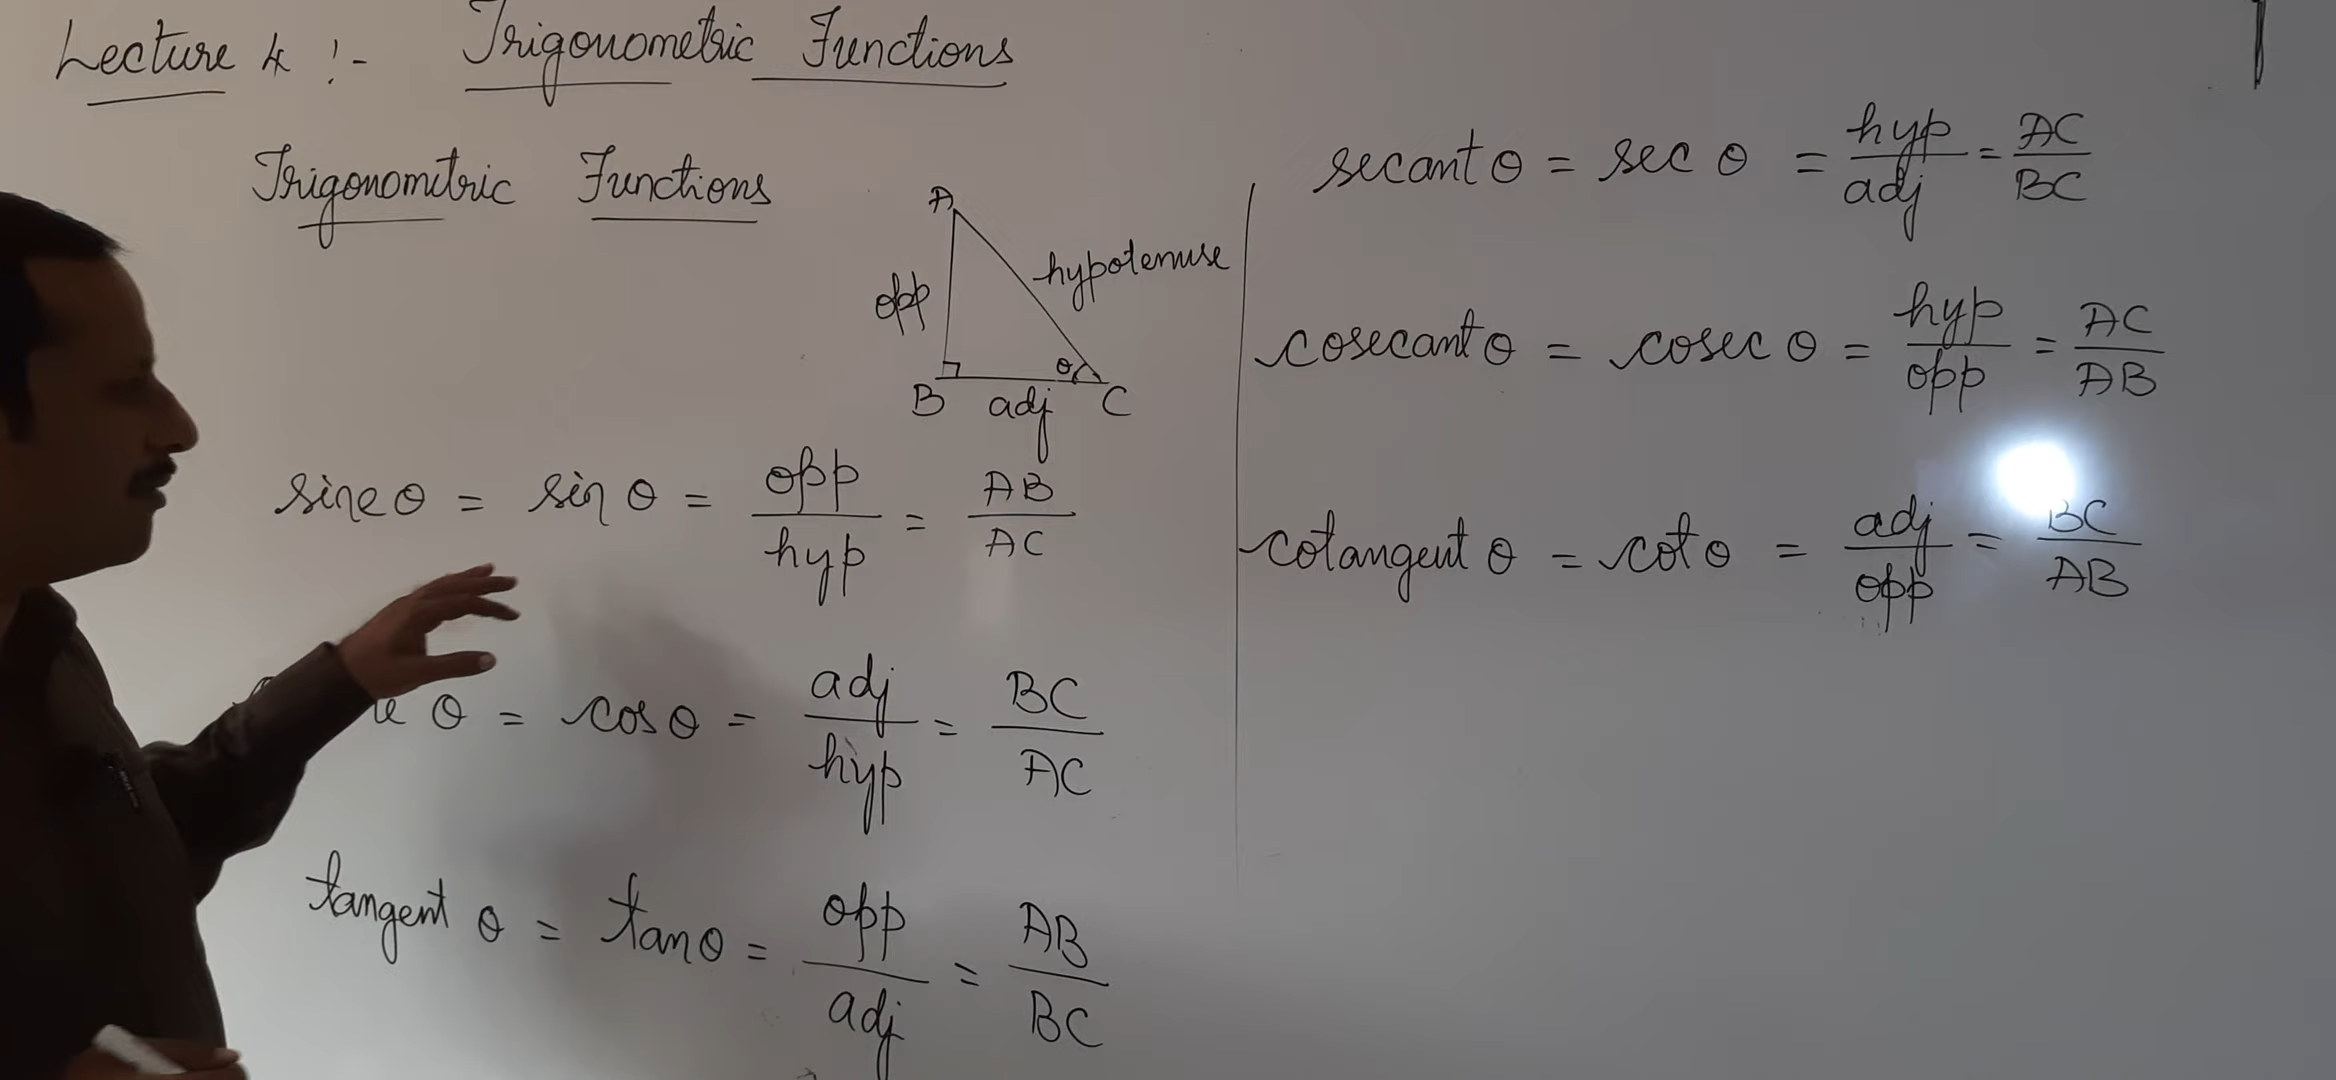 Lecture 4 :- Trigonometric Functions
Trigonometric Functions
A
opp
hypotenuse
θ
B adj C
sine θ = sin θ = opp/hyp = AB/AC
θ = cos θ = adj/hyp = BC/AC
tangent θ = tan θ = opp/adj = AB/BC
secant θ = sec θ = hyp/adj = AC/BC
cosecant θ = cosec θ = hyp/opp = AC/AB
cotangent θ = cot θ = adj/opp = BC/AB